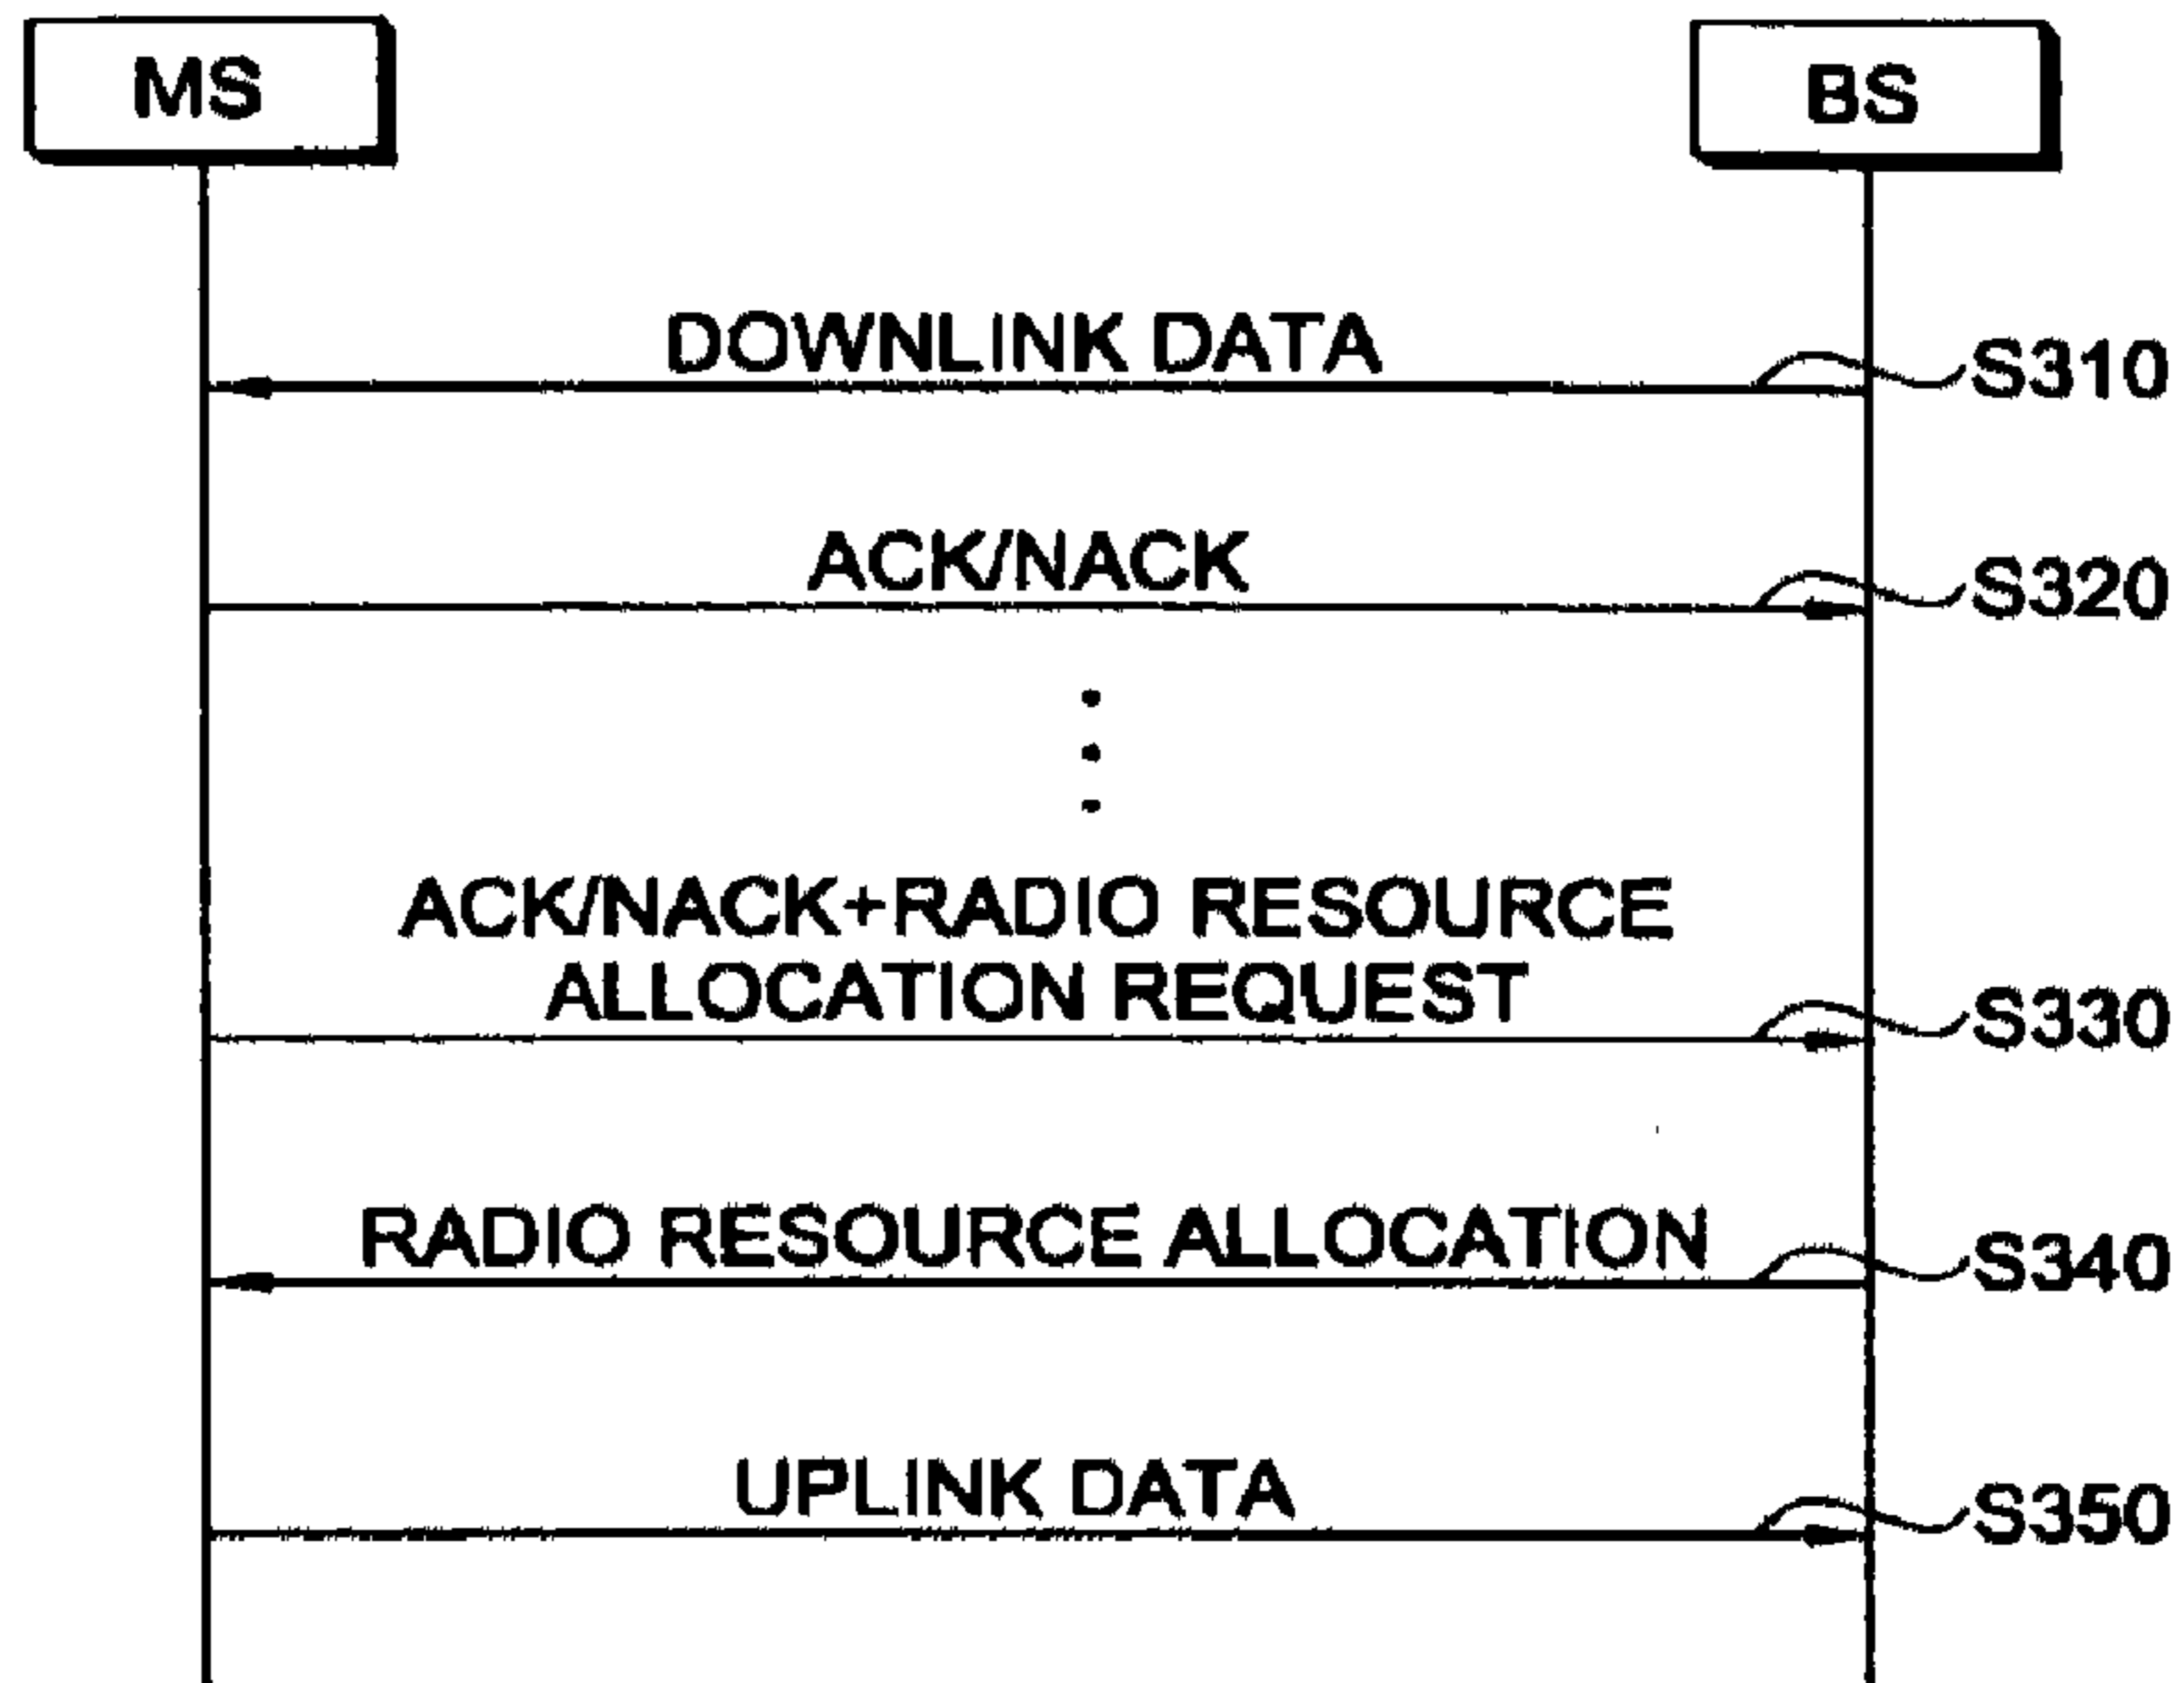 MS
BS
DOWNLINK DATA
S310
ACK/NACK
S320
ACK/NACK+RADIO RESOURCE
ALLOCATION REQUEST
S330
RADIO RESOURCE ALLOCATION
S340
UPLINK DATA
S350